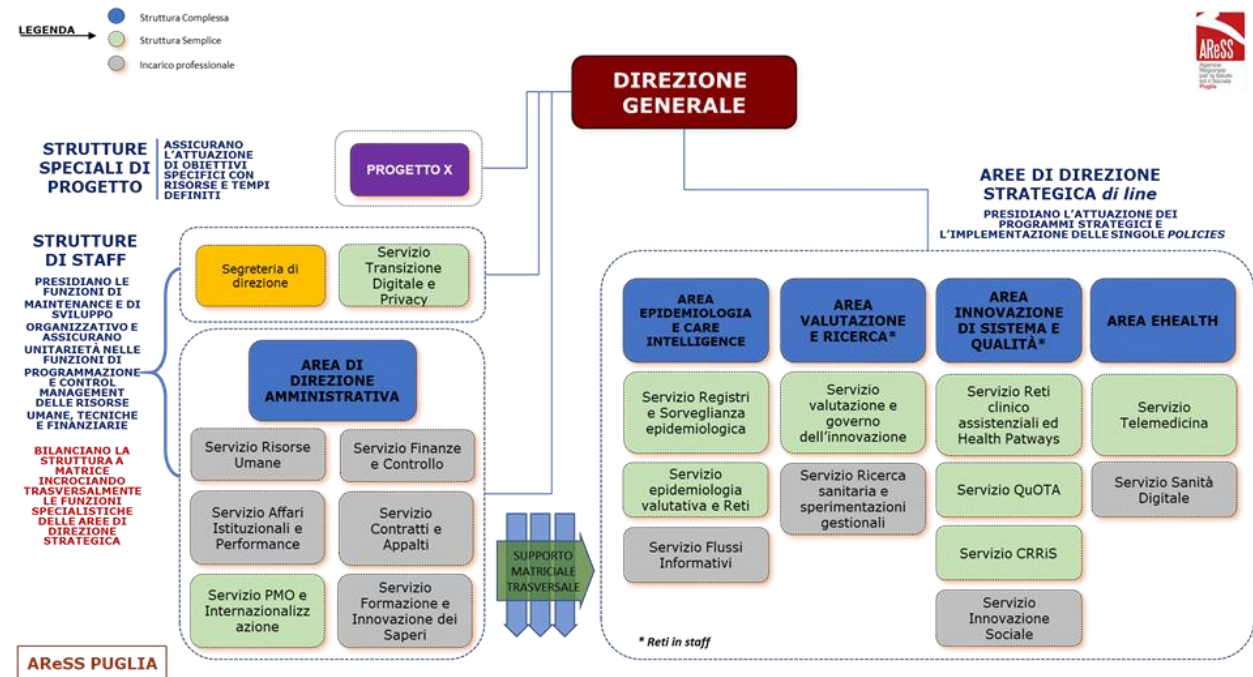 LEGENDA
Struttura Complessa
Struttura Semplice
Incarico professionale
AReSS
Agenzia
Regionale
per la Salute
ed il Sociale
Puglia
DIREZIONE
GENERALE
STRUTTURE
SPECIALI DI
PROGETTO
ASSICURANO
L'ATTUAZIONE
DI OBIETTIVI
SPECIFICI CON
RISORSE E TEMPI
DEFINITI
PROGETTO X
AREE DI DIREZIONE
STRATEGICA di line
PRESIDIANO L'ATTUAZIONE DEI
PROGRAMMI STRATEGICI E
L'IMPLEMENTAZIONE DELLE SINGOLE POLICIES
STRUTTURE
DI STAFF
PRESIDIANO LE
FUNZIONI DI
MAINTENANCE E DI
SVILUPPO
ORGANIZZATIVO E
ASSICURANO
UNITARIETÀ NELLE
FUNZIONI DI
PROGRAMMAZIONE
E CONTROL
MANAGEMENT
DELLE RISORSE
UMANE, TECNICHE
E FINANZIARIE
BILANCIANO LA
STRUTTURA A
MATRICE
INCROCIANDO
TRASVERSALMENTE
LE FUNZIONI
SPECIALISTICHE
DELLE AREE DI
DIREZIONE
STRATEGICA
Segreteria di
direzione
Servizio
Transizione
Digitale e
Privacy
AREA DI
DIREZIONE
AMMINISTRATIVA
Servizio Risorse
Umane
Servizio Finanze
e Controllo
Servizio Affari
Istituzionali e
Performance
Servizio
Contratti e
Appalti
Servizio PMO e
Internazionalizz
azione
Servizio
Formazione e
Innovazione dei
Saperi
SUPPORTO
MATRICIALE
TRASVERSALE
AREA
EPIDEMIOLOGIA
E CARE
INTELLIGENCE
Servizio Registri
e Sorveglianza
epidemiologica
Servizio
epidemiologia
valutativa e Reti
Servizio Flussi
Informativi
AREA
VALUTAZIONE
E RICERCA*
Servizio
valutazione e
governo
dell'innovazione
Servizio Ricerca
sanitaria e
sperimentazioni
gestionali
AREA
INNOVAZIONE
DI SISTEMA E
QUALITÀ*
Servizio Reti
clinico
assistenziali ed
Health Patways
Servizio QuOTA
Servizio CRRiS
Servizio
Innovazione
Sociale
AREA EHEALTH
Servizio
Telemedicina
Servizio Sanità
Digitale
* Reti in staff
AReSS PUGLIA